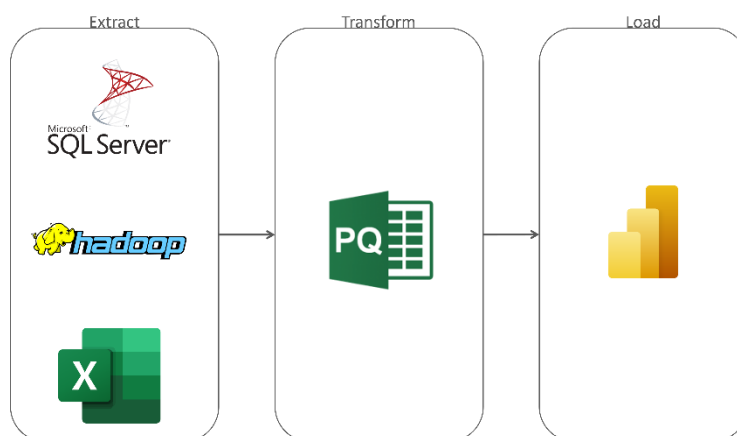 Extract
Transform
Load
Microsoft
SQL Server
hadoop
X
PQ